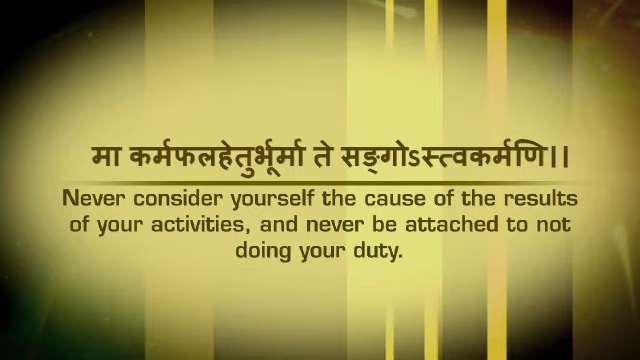 मा कर्मफलहेतुर्भूर्मा ते सङ्गोऽस्त्वकर्मणि।।
Never consider yourself the cause of the results
of your activities, and never be attached to not
doing your duty.